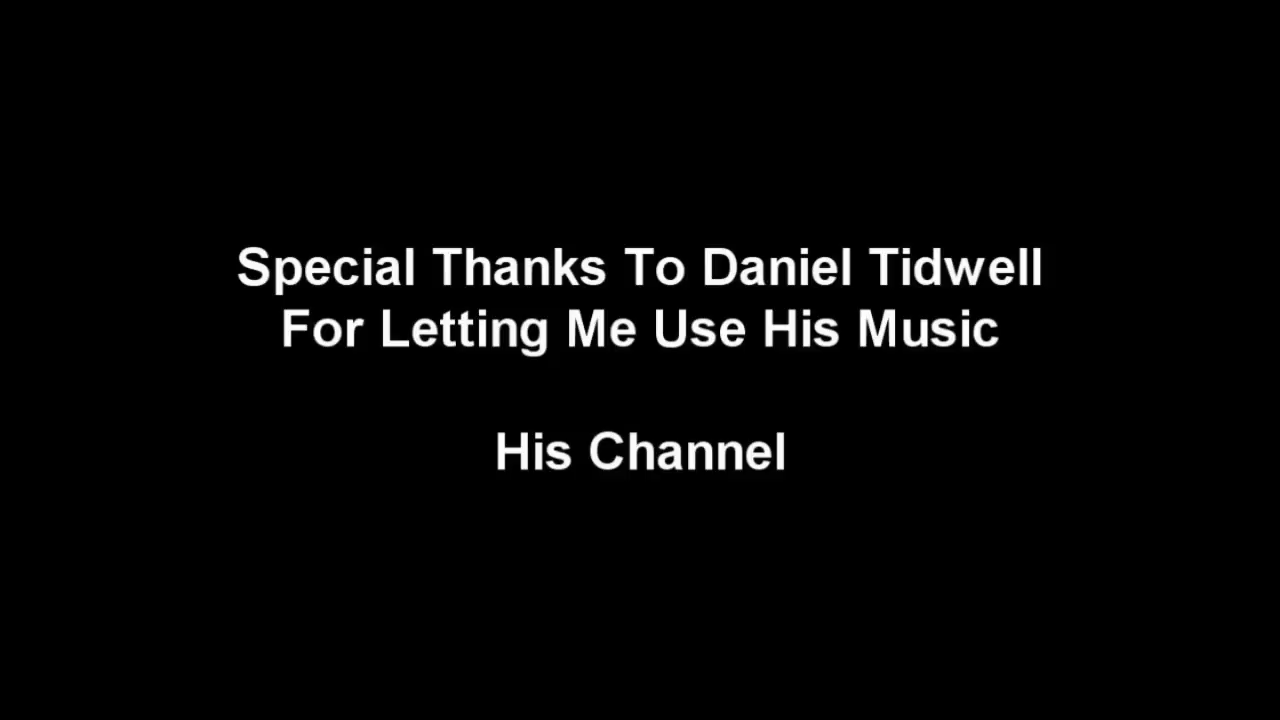 Special Thanks To Daniel Tidwell
For Letting Me Use His Music
His Channel